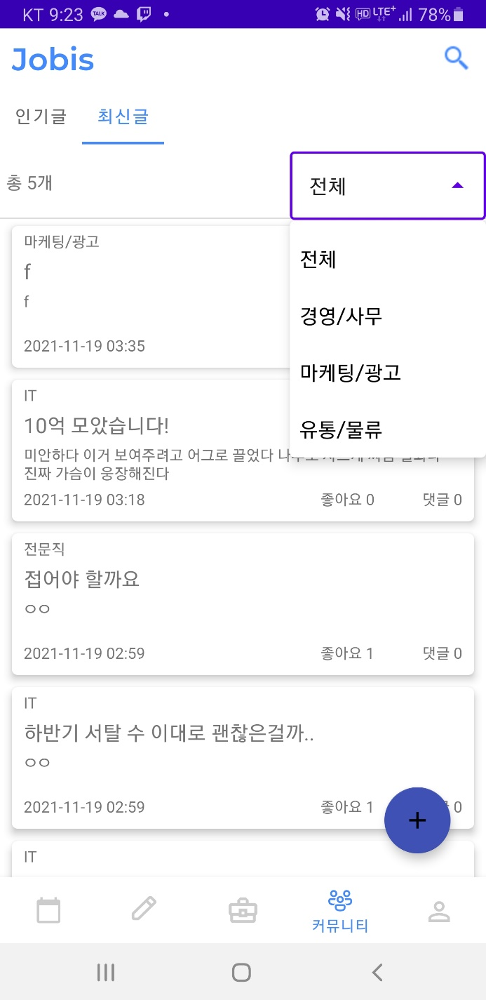 KT 9:23 TALK HD LTE+ 78%
Jobis
인기글 최신글
총 5개
전체
전체
경영/사무
마케팅/광고
유통/물류
마케팅/광고
f
f
2021-11-19 03:35
IT
10억 모았습니다!
미안하다 이거 보여주려고 어그로 끌었다
진짜 가슴이 웅장해진다
2021-11-19 03:18 좋아요 0 댓글 0
전문직
접어야 할까요
ㅇㅇ
2021-11-19 02:59 좋아요 1 댓글 0
IT
하반기 서탈 수 이대로 괜찮은걸까..
ㅇㅇ
2021-11-19 02:59 좋아요 1 0
+
IT
커뮤니티